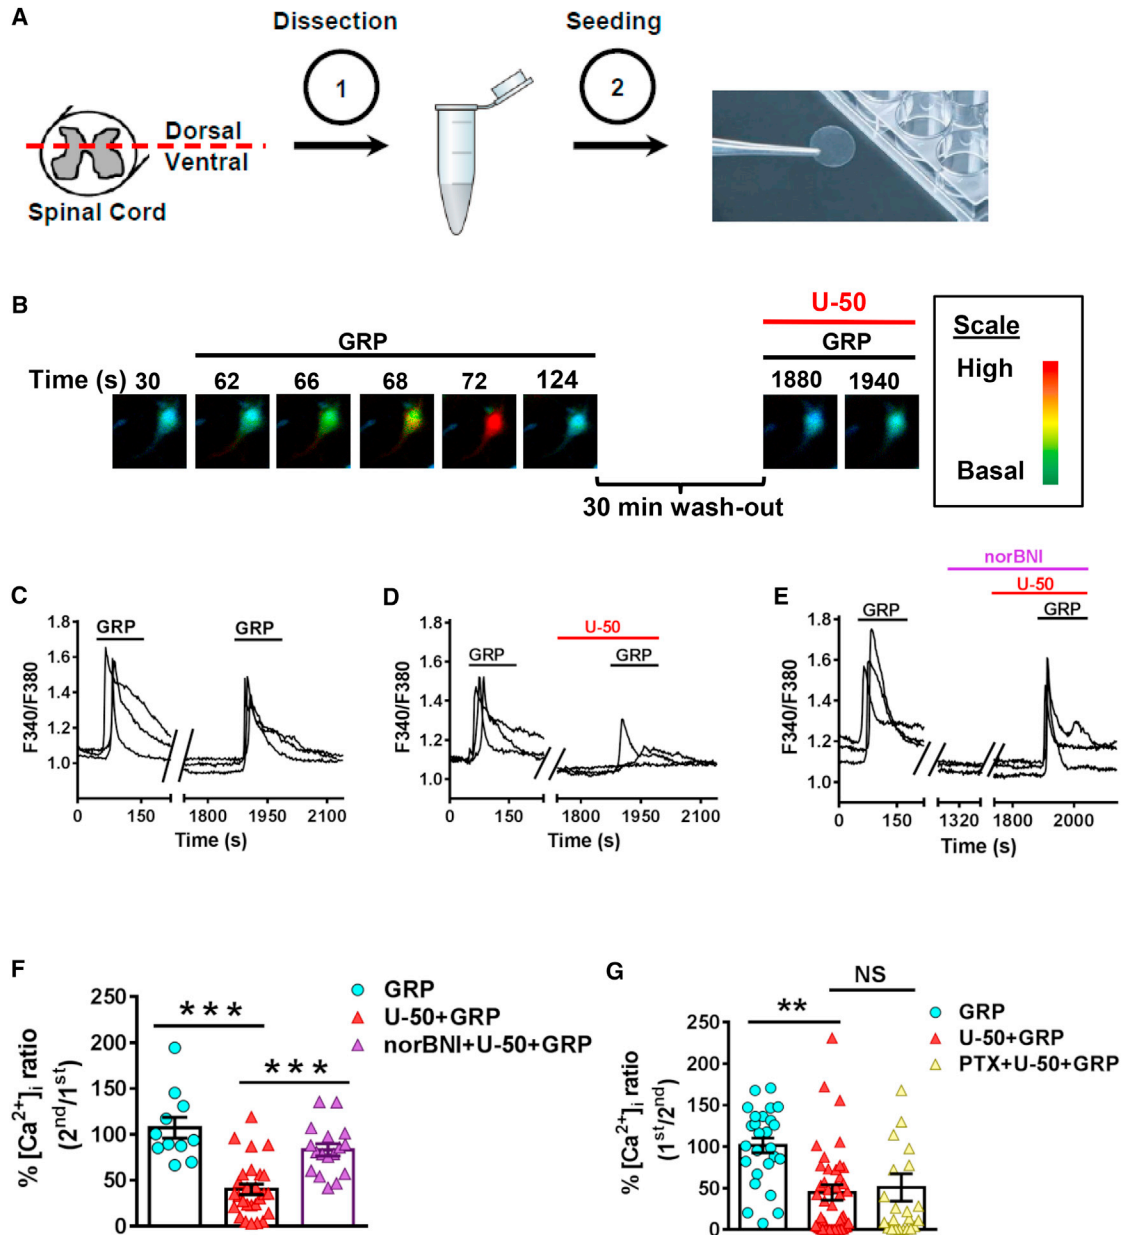 A
Dissection
Seeding
1
2
Dorsal
Ventral
Spinal Cord
B
U-50
GRP
GRP
Time (s) 30 62 66 68 72 124 1880 1940
30 min wash-out
Scale
High
Basal
C
GRP
GRP
F340/F380
1.8
1.6
1.4
1.2
1.0
0 150 1800 1950 2100
Time (s)
D
U-50
GRP
GRP
F340/F380
1.8
1.6
1.4
1.2
1.0
0 150 1800 1950 2100
Time (s)
E
norBNI
U-50
GRP
GRP
F340/F380
1.8
1.6
1.4
1.2
1.0
0 150 1320 1800 2000
Time (s)
F
% [Ca²⁺]ᵢ ratio
(2ⁿᵈ/1ˢᵗ)
250
200
150
100
50
0
***
***
GRP
U-50+GRP
norBNI+U-50+GRP
G
% [Ca²⁺]ᵢ ratio
(1ˢᵗ/2ⁿᵈ)
250
200
150
100
50
0
**
NS
GRP
U-50+GRP
PTX+U-50+GRP